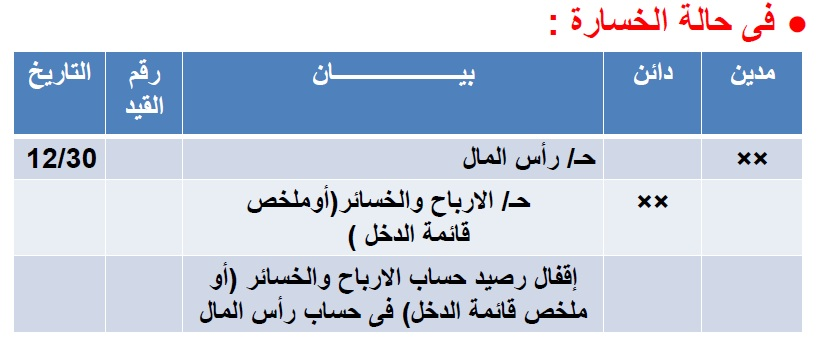 ● فى حالة الخسارة :
مدين دائن بيــــــــــــــــان رقم القيد التاريخ
×× حـ/ رأس المال 12/30
×× حـ/ الارباح والخسائر(أوملخص
قائمة الدخل )
إقفال رصيد حساب الارباح والخسائر (أو
ملخص قائمة الدخل) فى حساب رأس المال